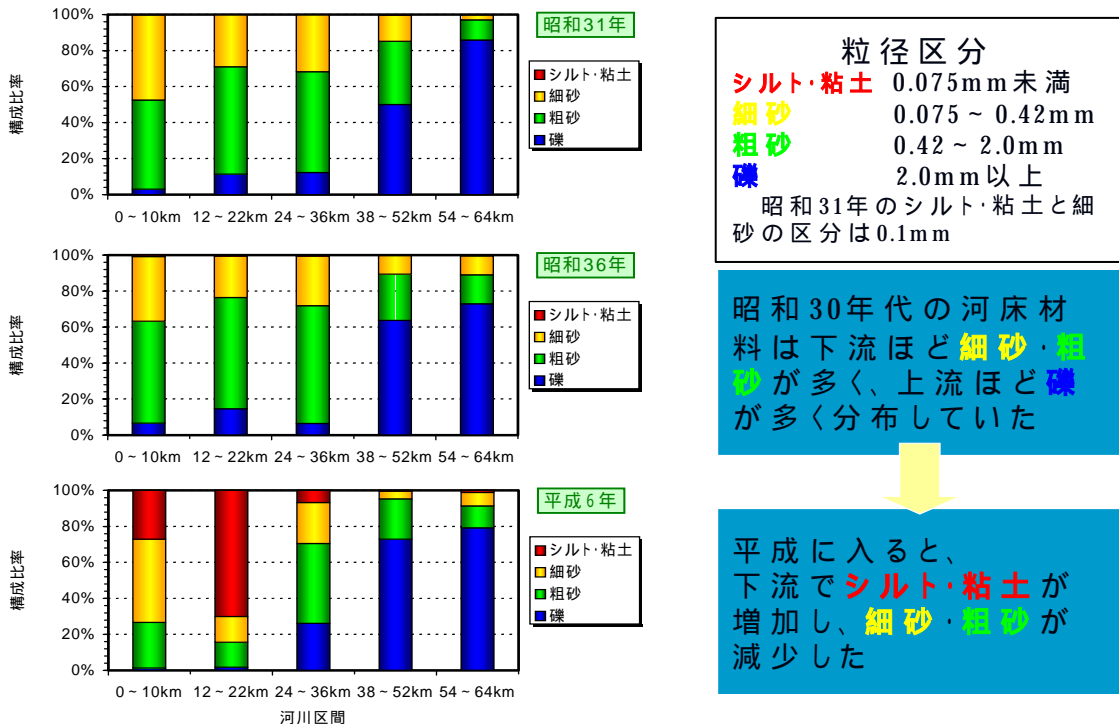 100%
80%
60%
40%
20%
0%
構成比率
0~10km 12~22km 24~36km 38~52km 54~64km
昭和31年
シルト・粘土
細砂
粗砂
礫
100%
80%
60%
40%
20%
0%
構成比率
0~10km 12~22km 24~36km 38~52km 54~64km
昭和36年
シルト・粘土
細砂
粗砂
礫
100%
80%
60%
40%
20%
0%
構成比率
0~10km 12~22km 24~36km 38~52km 54~64km
河川区間
平成6年
シルト・粘土
細砂
粗砂
礫
粒径区分
シルト・粘土 0.075mm未満
細砂 0.075~0.42mm
粗砂 0.42~2.0mm
礫 2.0mm以上
昭和31年のシルト・粘土と細
砂の区分は0.1mm
昭和30年代の河床材
料は下流ほど細砂・粗
砂が多く、上流ほど礫
が多く分布していた
平成に入ると、
下流でシルト・粘土が
増加し、細砂・粗砂が
減少した